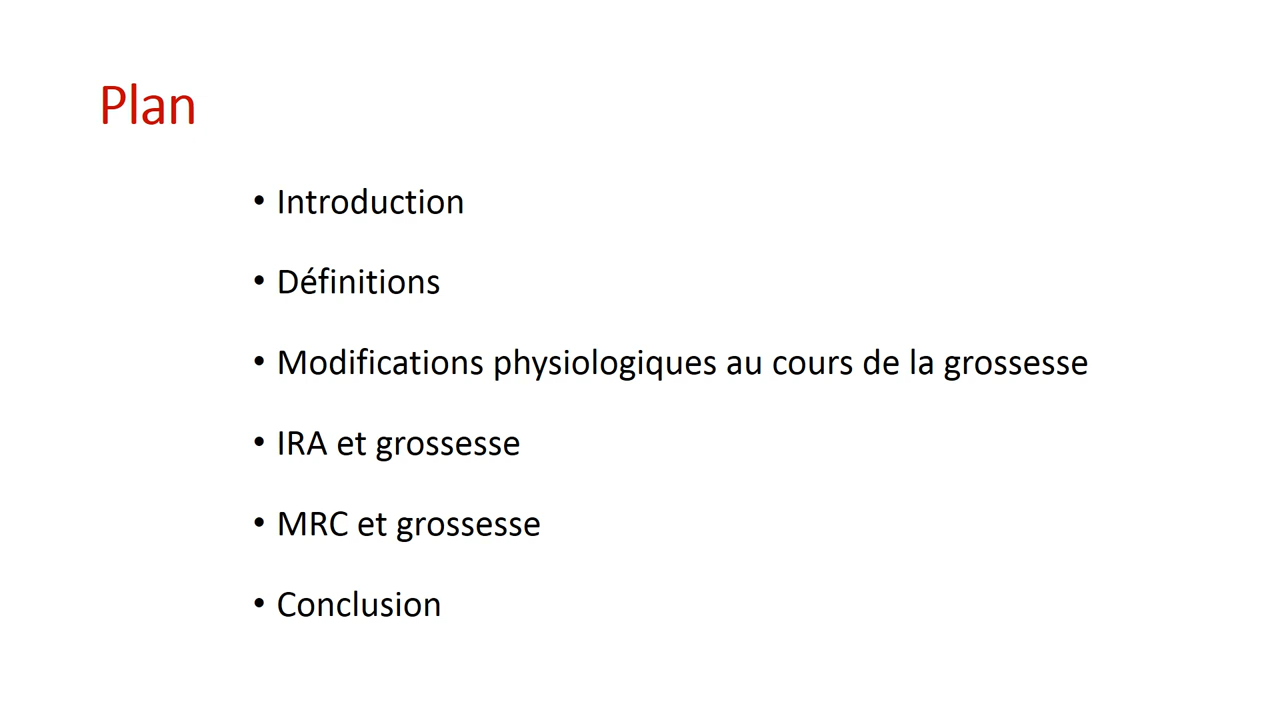 Plan
• Introduction
• Définitions
• Modifications physiologiques au cours de la grossesse
• IRA et grossesse
• MRC et grossesse
• Conclusion